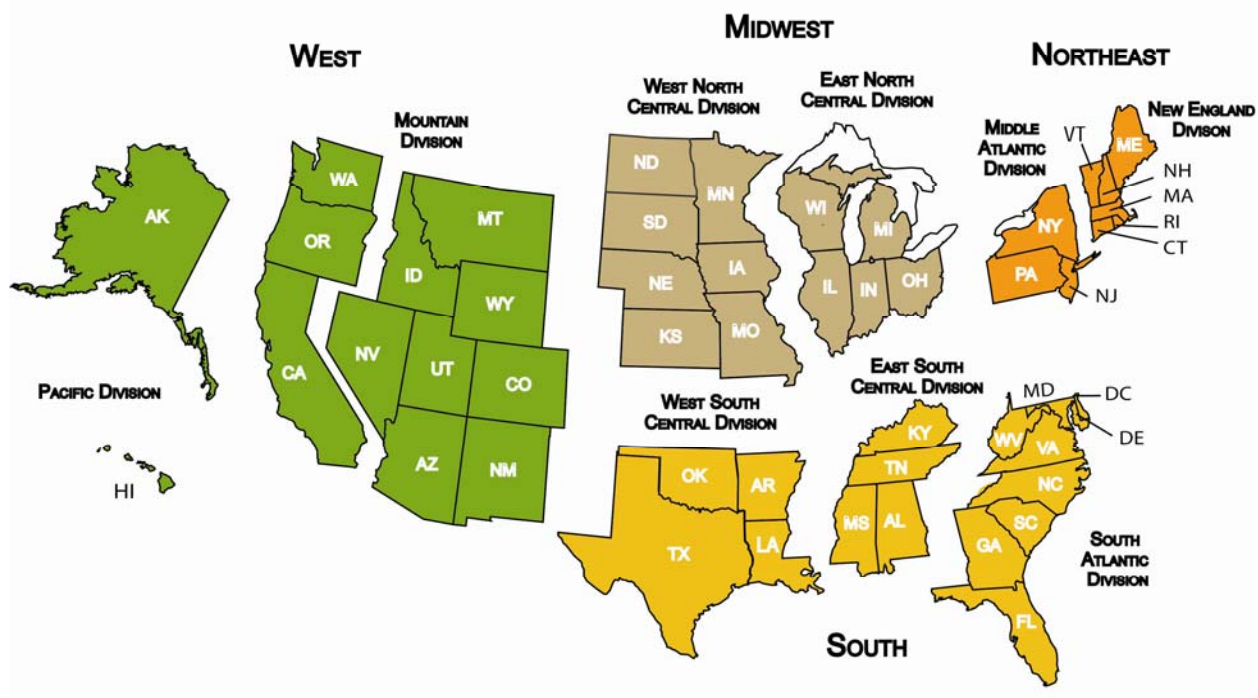 WEST
MOUNTAIN
DIVISION
PACIFIC DIVISION
AK
HI
WA
OR
CA
MT
ID
WY
NV
UT
CO
AZ
NM
MIDWEST
WEST NORTH
CENTRAL DIVISION
EAST NORTH
CENTRAL DIVISION
ND
MN
SD
NE
IA
KS
MO
WI
MI
IL
IN
OH
NORTHEAST
MIDDLE
ATLANTIC
DIVISION
NEW ENGLAND
DIVISON
VT
ME
NH
MA
RI
CT
NY
PA
NJ
WEST SOUTH
CENTRAL DIVISION
EAST SOUTH
CENTRAL DIVISION
OK
AR
TX
LA
KY
TN
MS
AL
MD
DC
DE
WV
VA
NC
SC
GA
FL
SOUTH
ATLANTIC
DIVISION
SOUTH